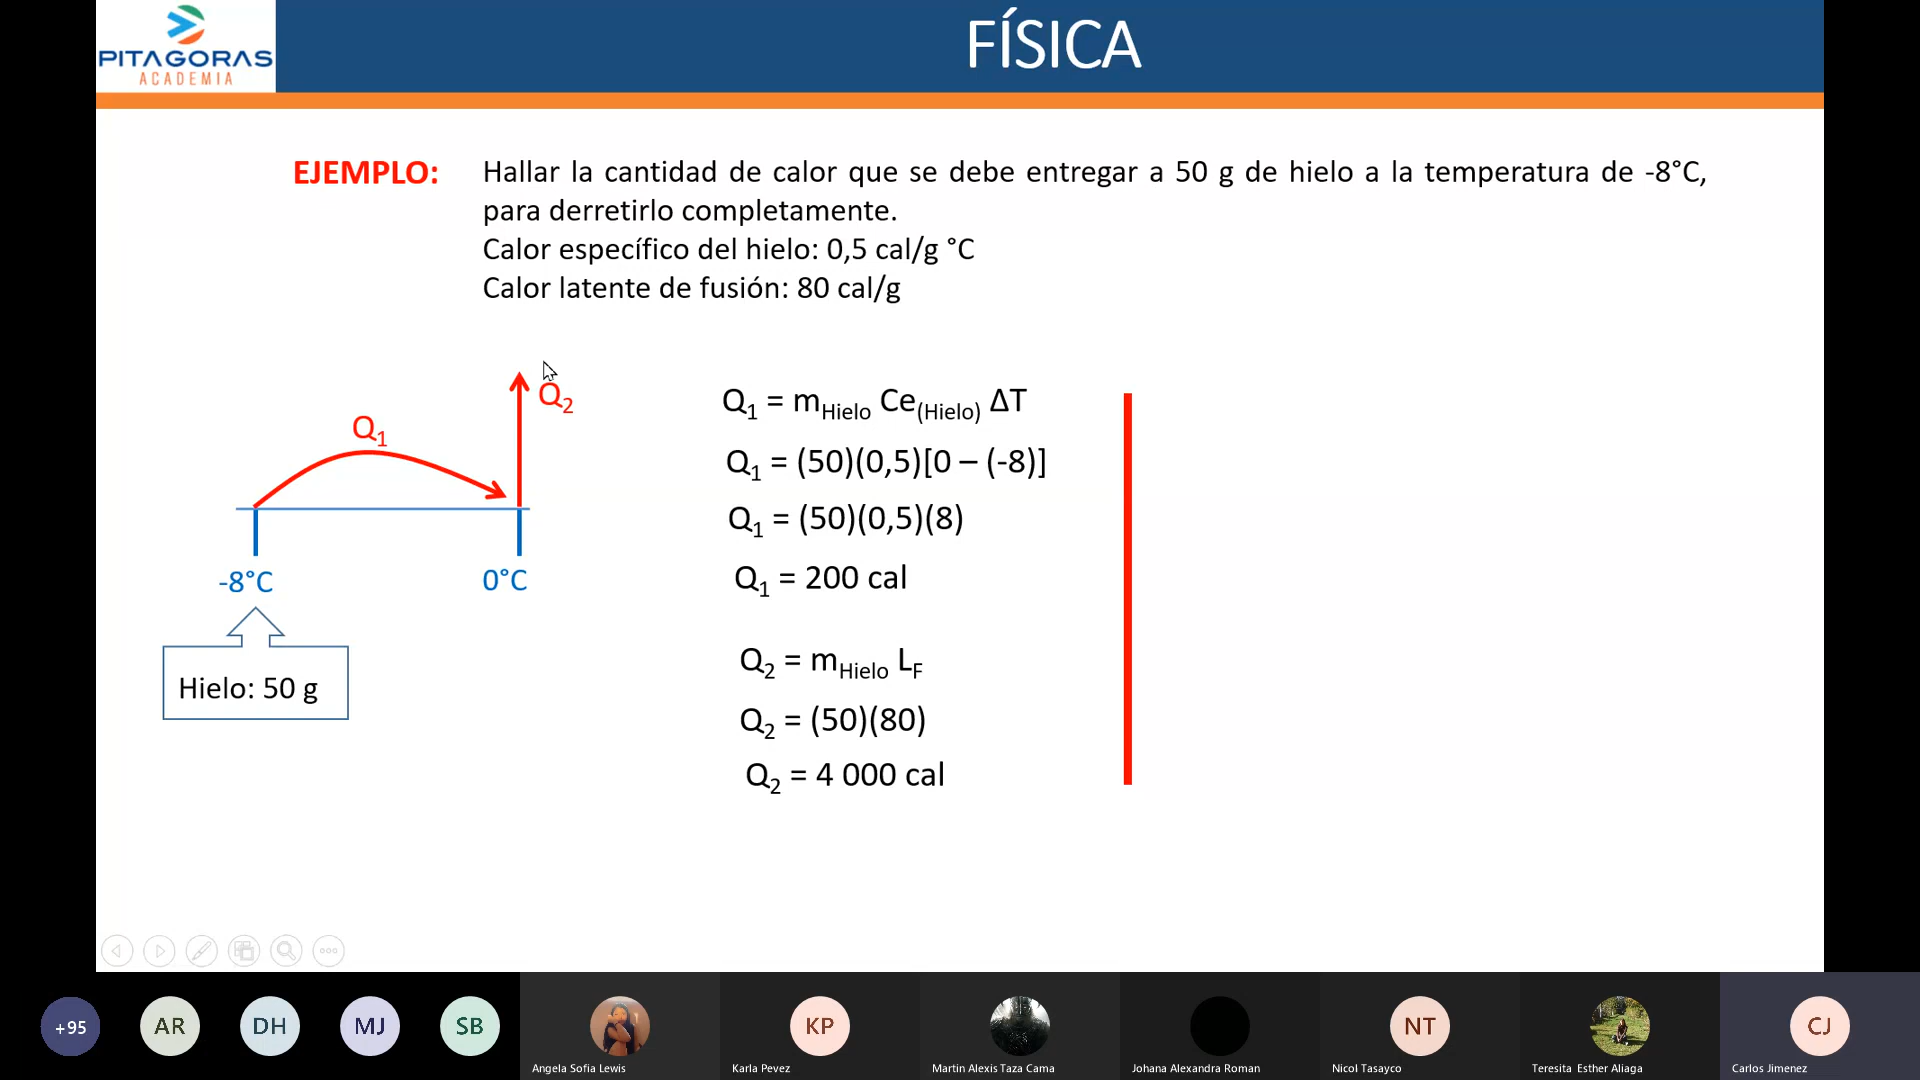 PITAGORAS
ACADEMIA
FÍSICA
EJEMPLO:
Hallar la cantidad de calor que se debe entregar a 50 g de hielo a la temperatura de -8°C,
para derretirlo completamente.
Calor específico del hielo: 0,5 cal/g °C
Calor latente de fusión: 80 cal/g
Q₂
Q₁
-8°C
0°C
Hielo: 50 g
Q₁ = m_Hielo Ce_(Hielo) ΔT
Q₁ = (50)(0,5)[0 – (-8)]
Q₁ = (50)(0,5)(8)
Q₁ = 200 cal
Q₂ = m_Hielo L_F
Q₂ = (50)(80)
Q₂ = 4 000 cal
+95
AR
DH
MJ
SB
KP
NT
CJ
Angela Sofia Lewis
Karla Pevez
Martin Alexis Taza Cama
Johana Alexandra Roman
Nicol Tasayco
Teresita Esther Aliaga
Carlos Jimenez